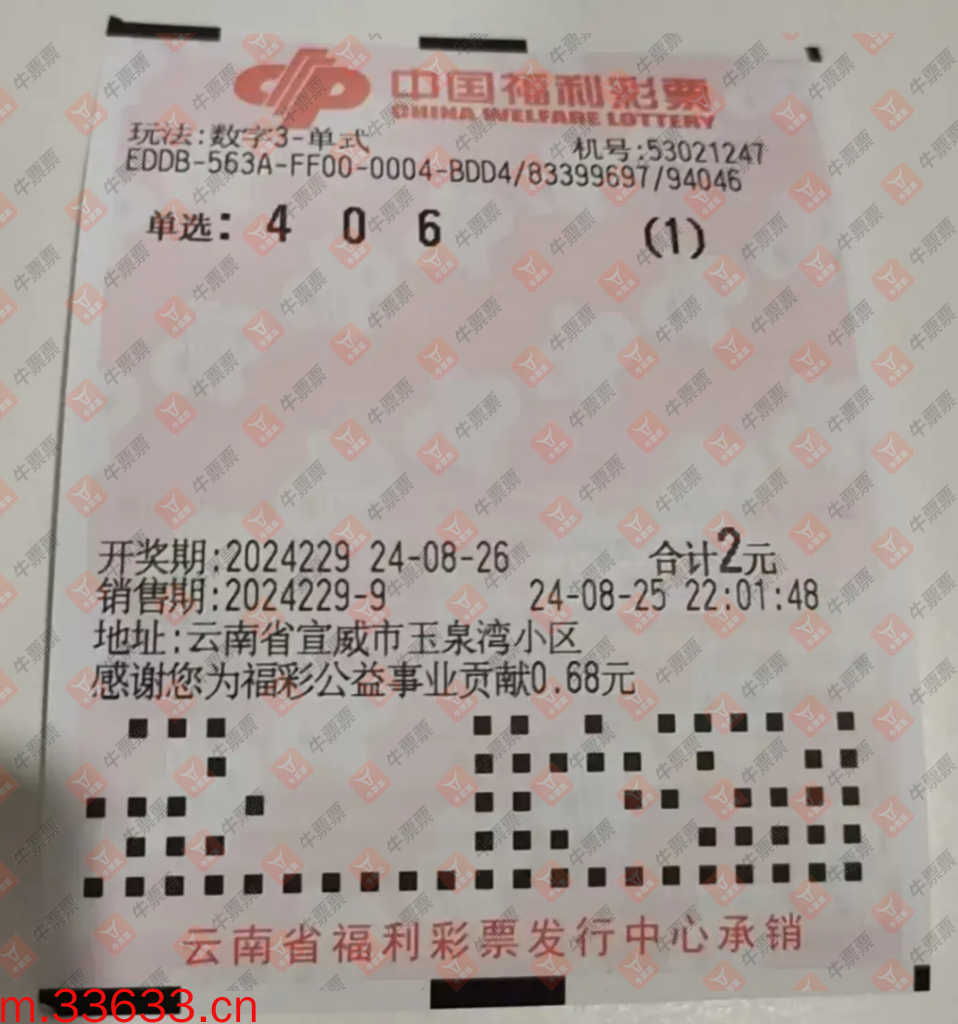 中国福利彩票
CHINA WELFARE LOTTERY
玩法:数字3-单式 机号:53021247
EDDB-563A-FF00-0004-BDD4/83399697/94046
单选: 4 0 6 (1)
开奖期:2024229 24-08-26 合计2元
销售期:2024229-9 24-08-25 22:01:48
地址:云南省宣威市玉泉湾小区
感谢您为福彩公益事业贡献0.68元
云南省福利彩票发行中心承销
m.33633.cn
牛票票